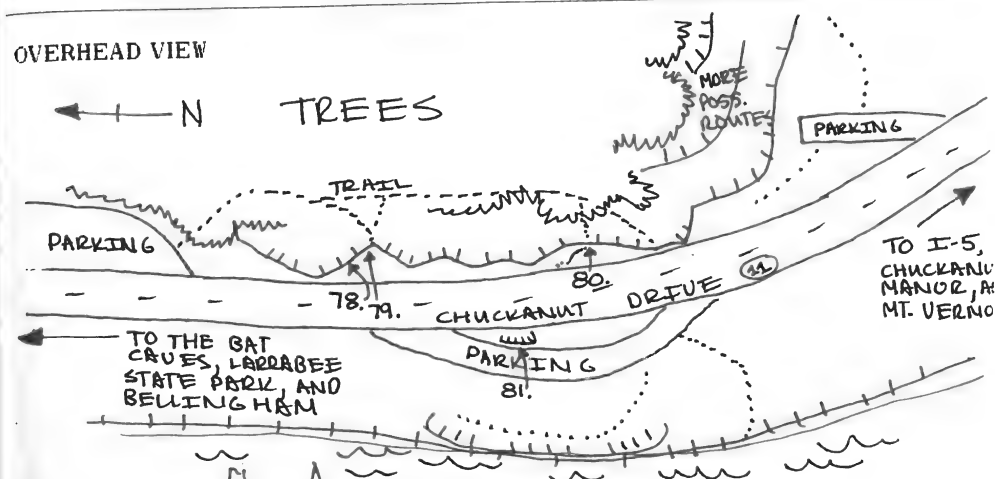 OVERHEAD VIEW
N
TREES
MORE
POSS.
ROUTES
PARKING
TRAIL
PARKING
TO I-5,
CHUCKANU
MANOR, A
MT. VERNO
78.
79.
80.
CHUCKANUT DRIVE
11
PARKING
81.
TO THE BAT
CAVES, LARRABEE
STATE PARK, AND
BELLINGHAM